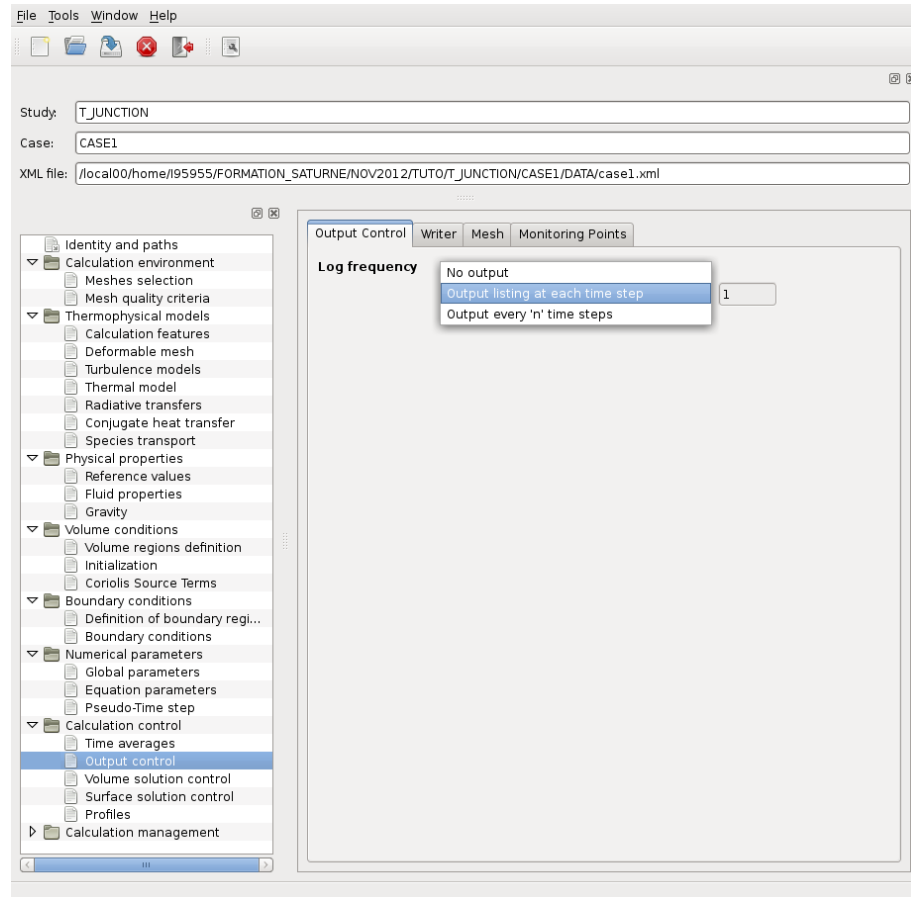 File Tools Window Help
Study: T_JUNCTION
Case: CASE1
XML file: /local00/home/I95955/FORMATION_SATURNE/NOV2012/TUTO/T_JUNCTION/CASE1/DATA/case1.xml
Identity and paths
Calculation environment
Meshes selection
Mesh quality criteria
Thermophysical models
Calculation features
Deformable mesh
Turbulence models
Thermal model
Radiative transfers
Conjugate heat transfer
Species transport
Physical properties
Reference values
Fluid properties
Gravity
Volume conditions
Volume regions definition
Initialization
Coriolis Source Terms
Boundary conditions
Definition of boundary regi...
Boundary conditions
Numerical parameters
Global parameters
Equation parameters
Pseudo-Time step
Calculation control
Time averages
Output control
Volume solution control
Surface solution control
Profiles
Calculation management
Output Control Writer Mesh Monitoring Points
Log frequency
No output
Output listing at each time step 1
Output every 'n' time steps